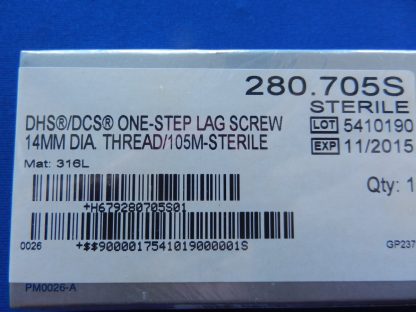 280.705S
STERILE
DHS®/DCS® ONE-STEP LAG SCREW
LOT 5410190
14MM DIA. THREAD/105M-STERILE
EXP 11/2015
Mat: 316L
Qty: 1
+H679280705S01
0026
+$$9000017541019000001S
GP237
PM0026-A